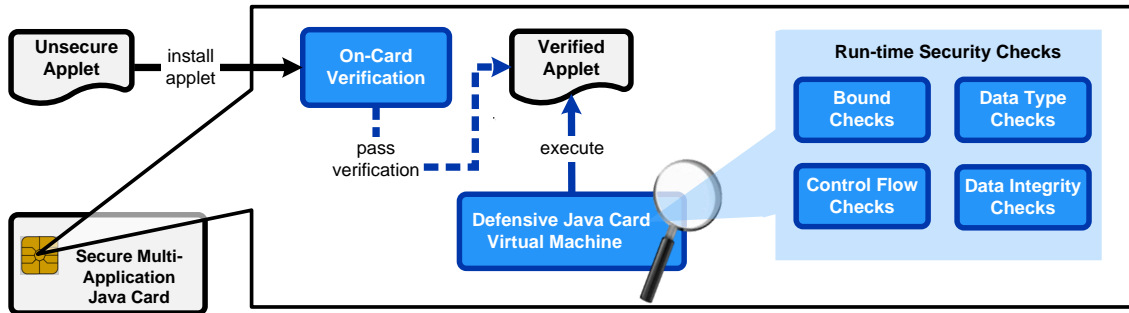 Unsecure
Applet
install
applet
On-Card
Verification
Verified
Applet
pass
verification
execute
Defensive Java Card
Virtual Machine
Run-time Security Checks
Bound
Checks
Data Type
Checks
Control Flow
Checks
Data Integrity
Checks
Secure Multi-
Application
Java Card